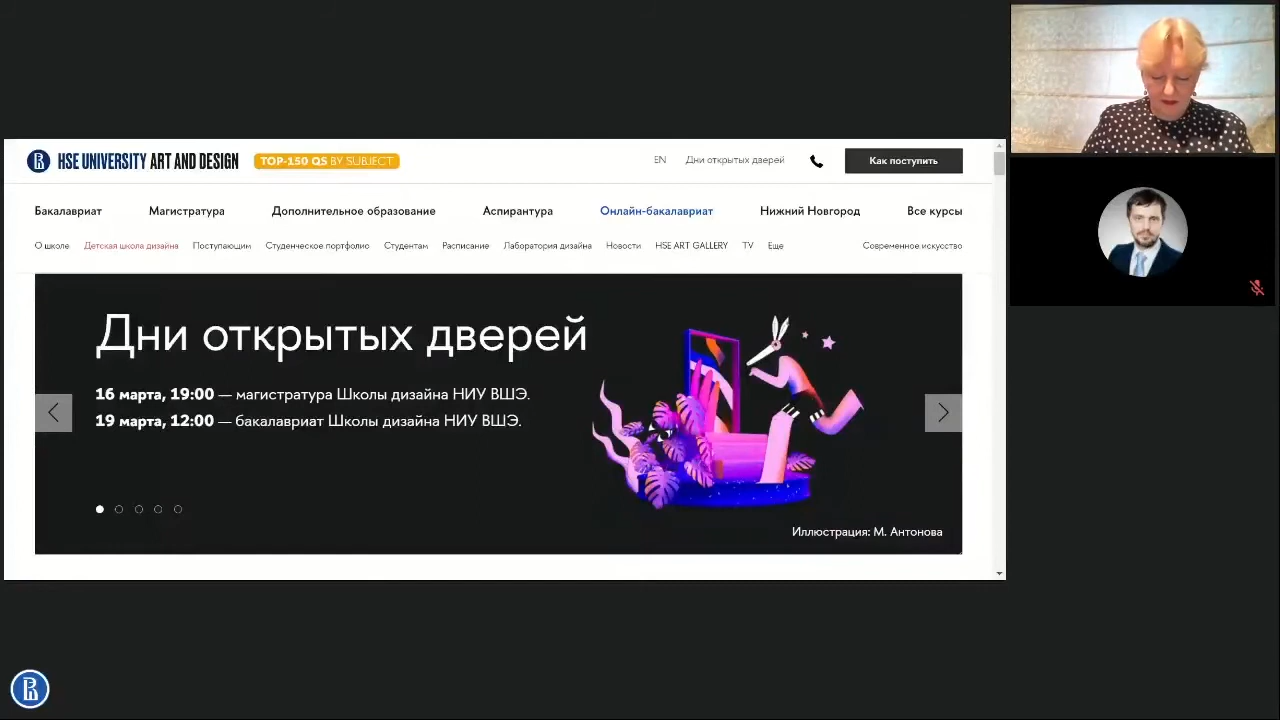 HSE UNIVERSITY ART AND DESIGN TOP-150 QS BY SUBJECT EN Дни открытых дверей Как поступить
Бакалавриат Магистратура Дополнительное образование Аспирантура Онлайн-бакалавриат Нижний Новгород Все курсы
О школе Детская школа дизайна Поступающим Студенческое портфолио Студентам Расписание Лаборатория дизайна Новости HSE ART GALLERY TV Еще Современное искусство
Дни открытых дверей
16 марта, 19:00 — магистратура Школы дизайна НИУ ВШЭ.
19 марта, 12:00 — бакалавриат Школы дизайна НИУ ВШЭ.
Иллюстрация: М. Антонова